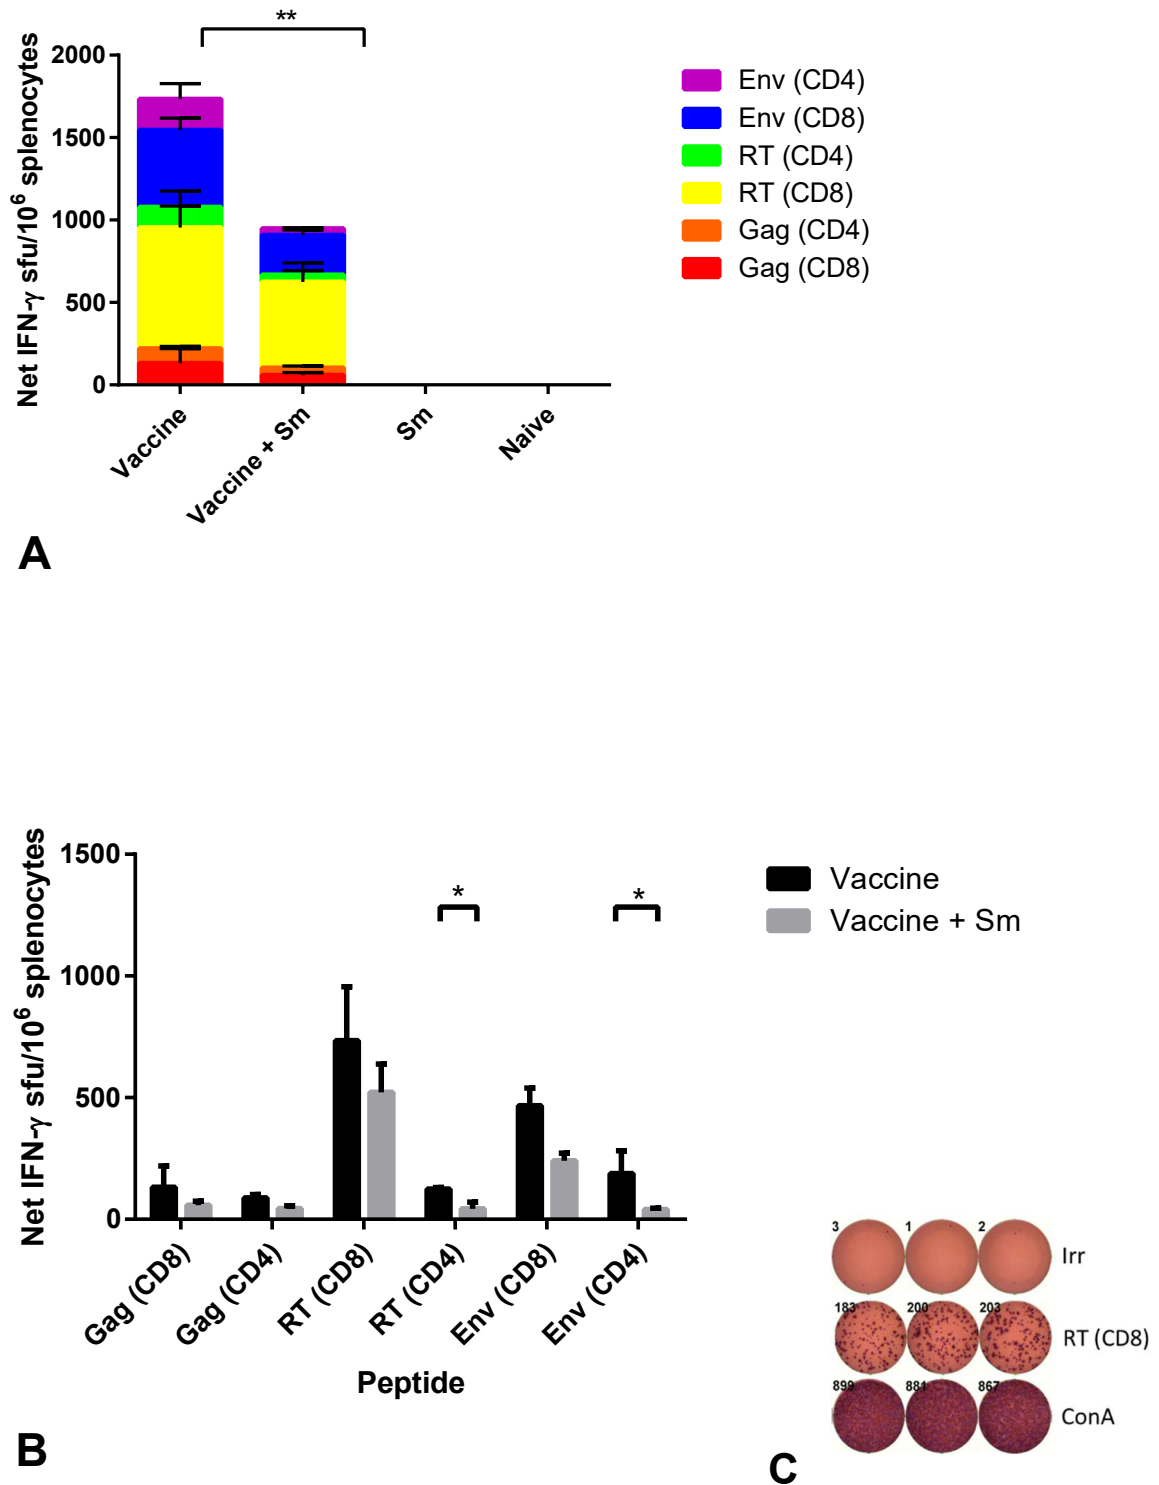 **
Net IFN-γ sfu/10⁶ splenocytes
2000
1500
1000
500
0
Vaccine
Vaccine + Sm
Sm
Naive
Env (CD4)
Env (CD8)
RT (CD4)
RT (CD8)
Gag (CD4)
Gag (CD8)
A
Net IFN-γ sfu/10⁶ splenocytes
1500
1000
500
0
*
*
Vaccine
Vaccine + Sm
Gag (CD8)
Gag (CD4)
RT (CD8)
RT (CD4)
Env (CD8)
Env (CD4)
Peptide
B
3 1 2 Irr
183 200 203 RT (CD8)
899 881 867 ConA
C